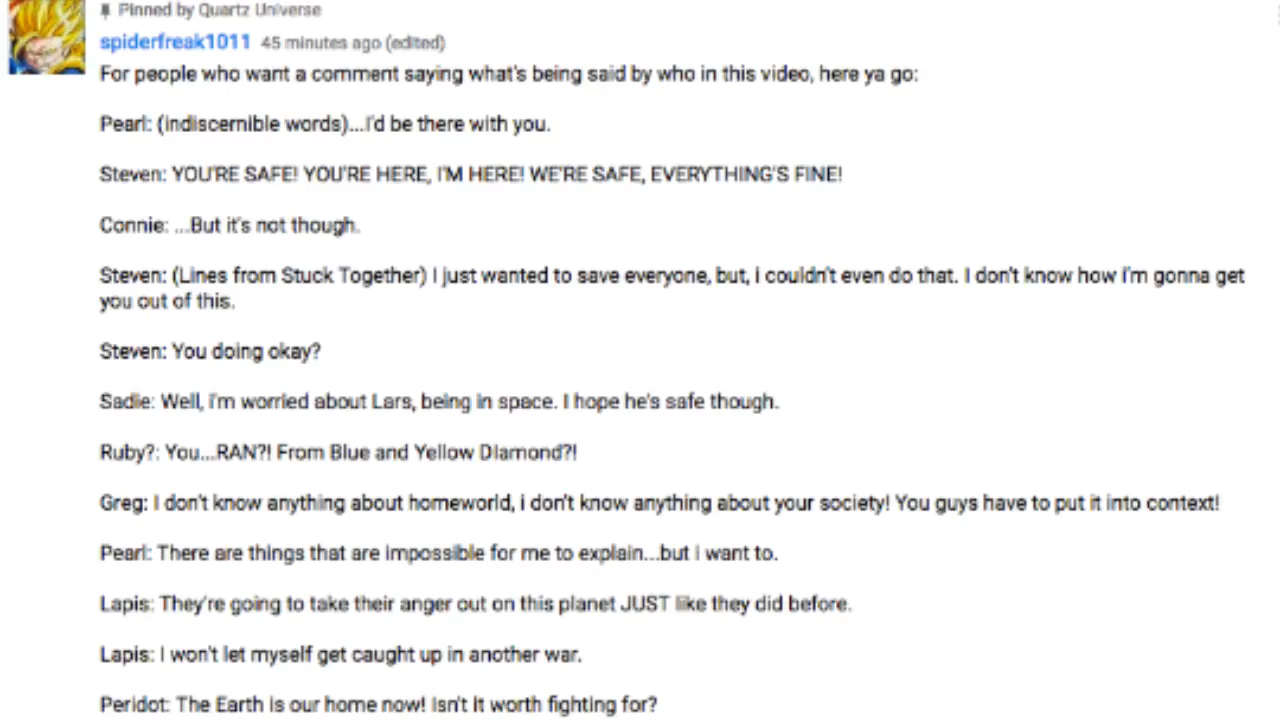 Pinned by Quartz Universe
spiderfreak1011 45 minutes ago (edited)
For people who want a comment saying what's being said by who in this video, here ya go:
Pearl: (indiscernible words)...I'd be there with you.
Steven: YOU'RE SAFE! YOU'RE HERE, I'M HERE! WE'RE SAFE, EVERYTHING'S FINE!
Connie: ...But it's not though.
Steven: (Lines from Stuck Together) I just wanted to save everyone, but, i couldn't even do that. I don't know how i'm gonna get
you out of this.
Steven: You doing okay?
Sadie: Well, i'm worried about Lars, being in space. I hope he's safe though.
Ruby?: You...RAN?! From Blue and Yellow Diamond?!
Greg: I don't know anything about homeworld, i don't know anything about your society! You guys have to put it into context!
Pearl: There are things that are impossible for me to explain...but i want to.
Lapis: They're going to take their anger out on this planet JUST like they did before.
Lapis: I won't let myself get caught up in another war.
Peridot: The Earth is our home now! Isn't it worth fighting for?